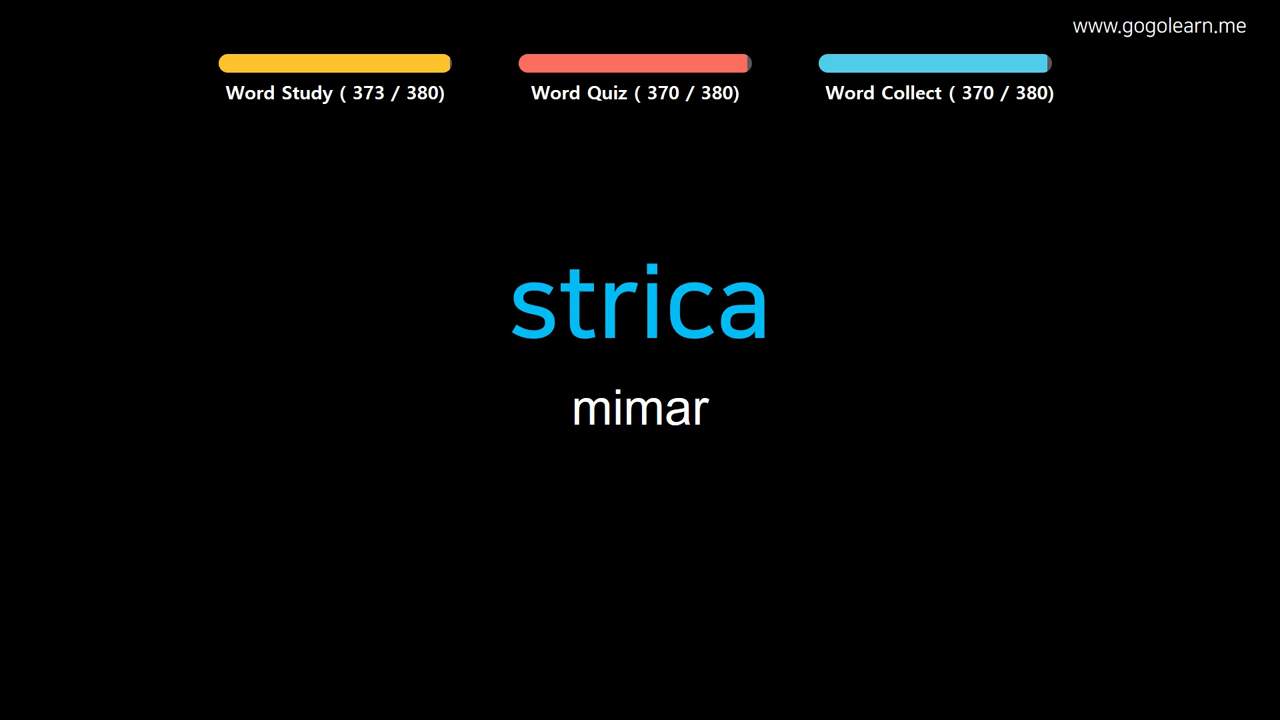 www.gogolearn.me
Word Study ( 373 / 380)
Word Quiz ( 370 / 380)
Word Collect ( 370 / 380)
strica
mimar